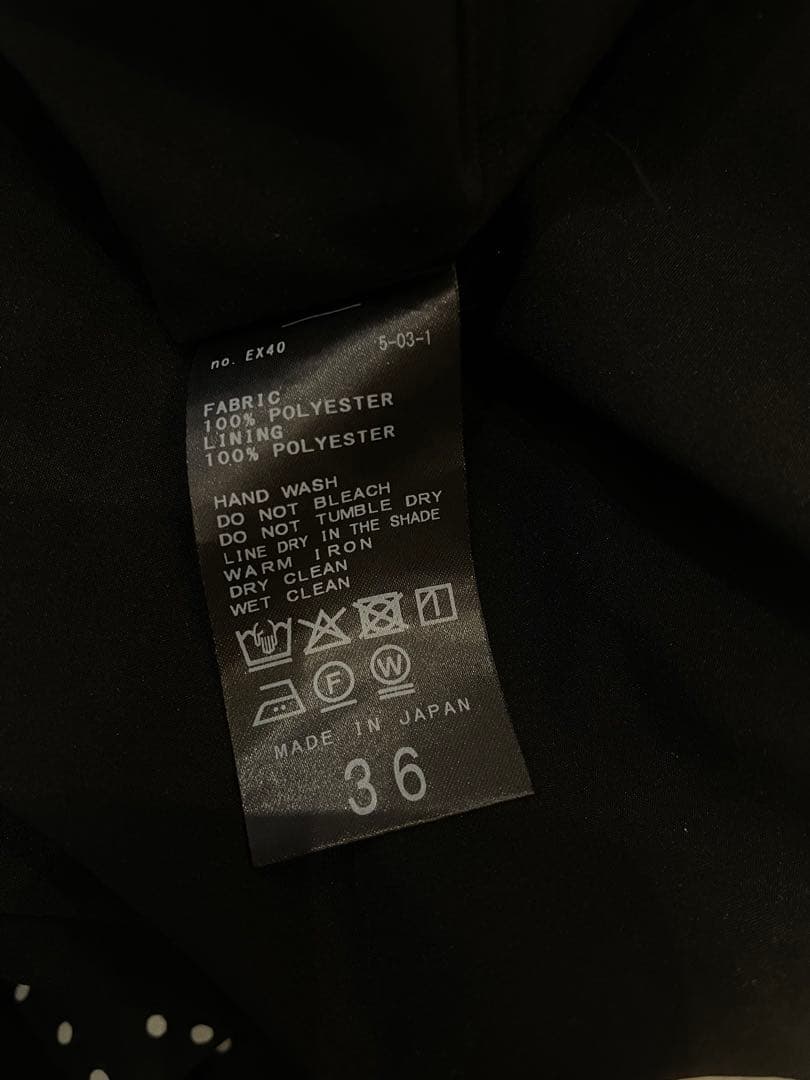 no. EX40 5-03-1
FABRIC
100% POLYESTER
LINING
100% POLYESTER
HAND WASH
DO NOT BLEACH
DO NOT TUMBLE DRY
LINE DRY IN THE SHADE
WARM IRON
DRY CLEAN
WET CLEAN
F W
MADE IN JAPAN
36